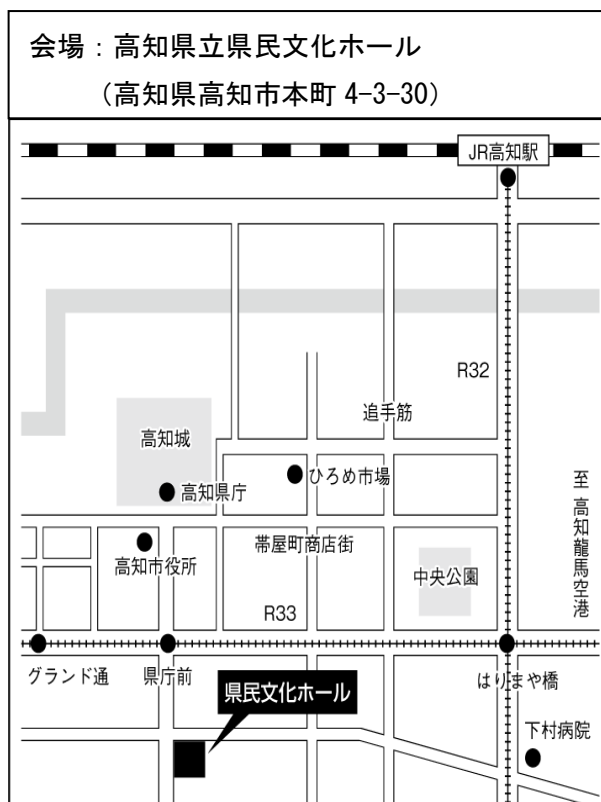 会場：高知県立県民文化ホール
（高知県高知市本町 4-3-30）
JR高知駅
R32
追手筋
高知城
ひろめ市場
高知県庁
至 高知龍馬空港
帯屋町商店街
高知市役所
中央公園
R33
グランド通
県庁前
はりまや橋
県民文化ホール
下村病院